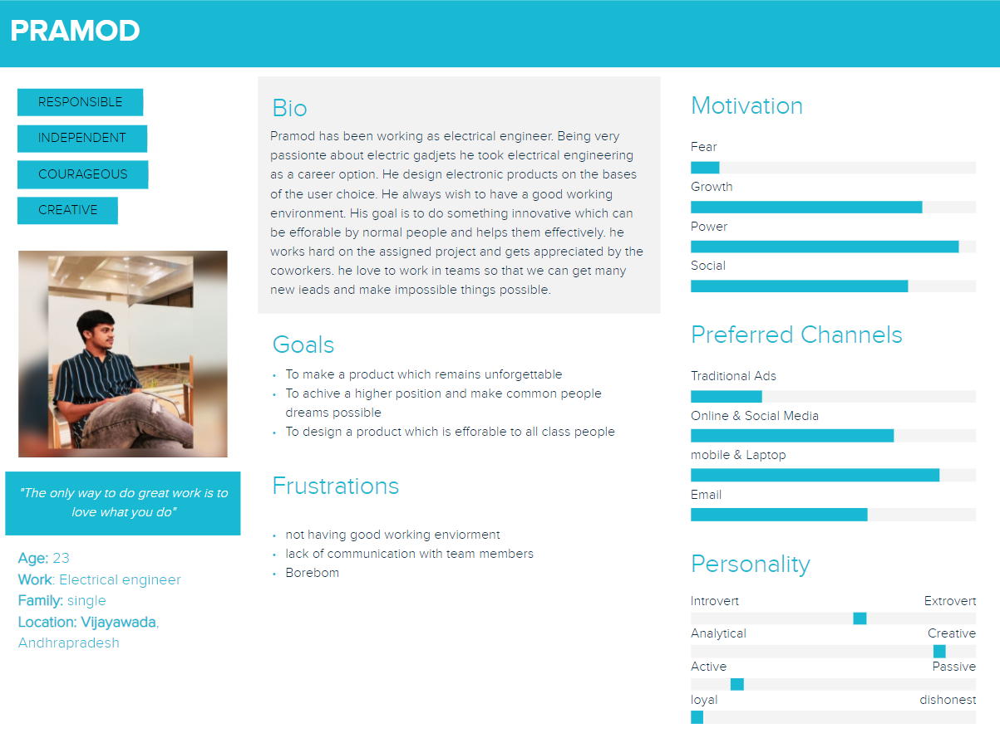 PRAMOD
RESPONSIBLE
INDEPENDENT
COURAGEOUS
CREATIVE
"The only way to do great work is to
love what you do"
Age: 23
Work: Electrical engineer
Family: single
Location: Vijayawada,
Andhrapradesh
Bio
Pramod has been working as electrical engineer. Being very
passionte about electric gadjets he took electrical engineering
as a career option. He design electronic products on the bases
of the user choice. He always wish to have a good working
environment. His goal is to do something innovative which can
be efforable by normal people and helps them effectively. he
works hard on the assigned project and gets appreciated by the
coworkers. he love to work in teams so that we can get many
new ieads and make impossible things possible.
Goals
• To make a product which remains unforgettable
• To achive a higher position and make common people
dreams possible
• To design a product which is efforable to all class people
Frustrations
• not having good working enviorment
• lack of communication with team members
• Borebom
Motivation
Fear
Growth
Power
Social
Preferred Channels
Traditional Ads
Online & Social Media
mobile & Laptop
Email
Personality
Introvert Extrovert
Analytical Creative
Active Passive
loyal dishonest